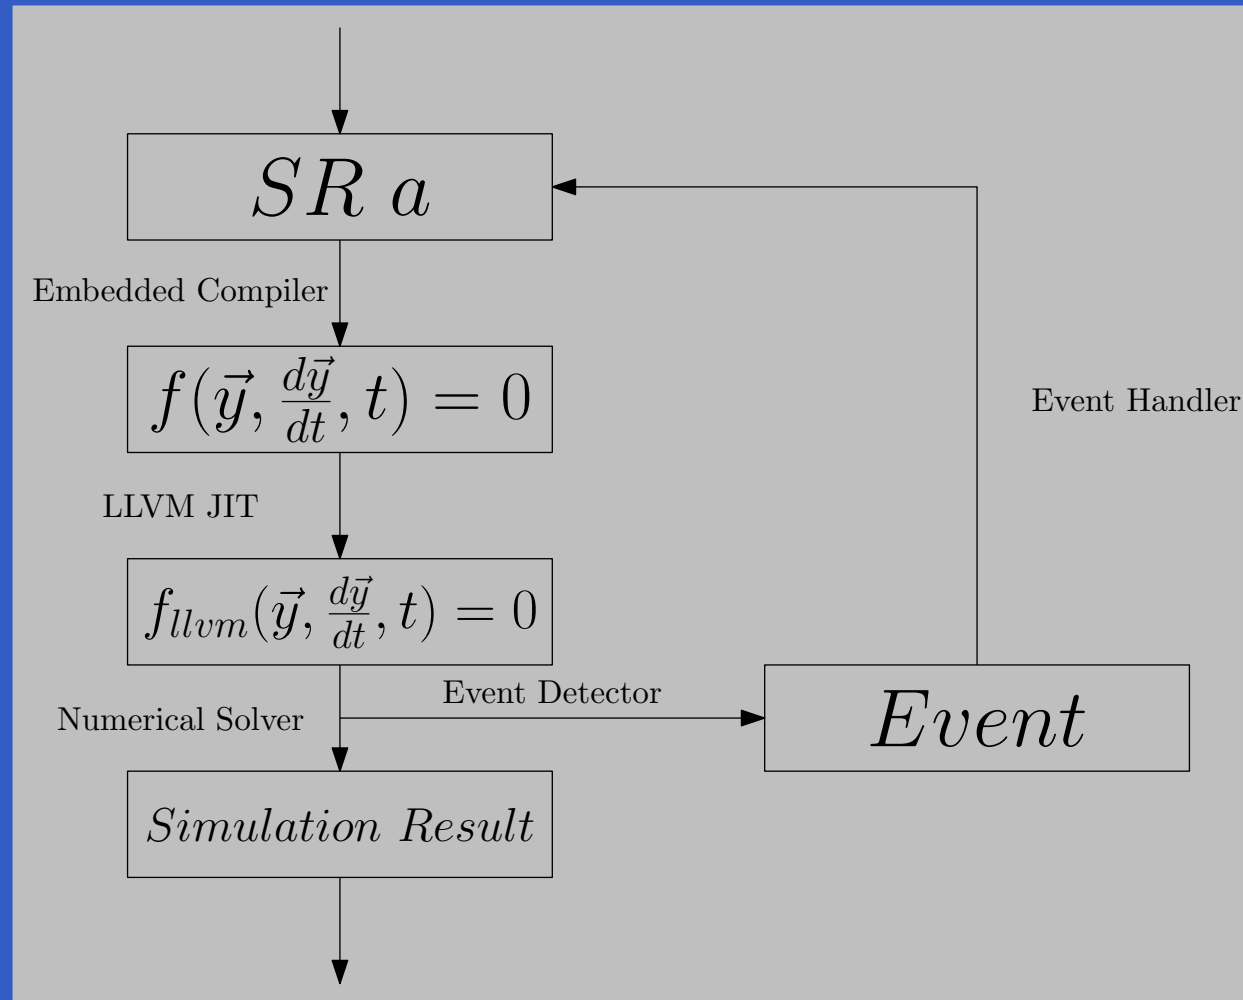 SR a
Embedded Compiler
f(y⃗, dy⃗/dt, t) = 0
Event Handler
LLVM JIT
f_llvm(y⃗, dy⃗/dt, t) = 0
Event Detector
Numerical Solver
Event
Simulation Result